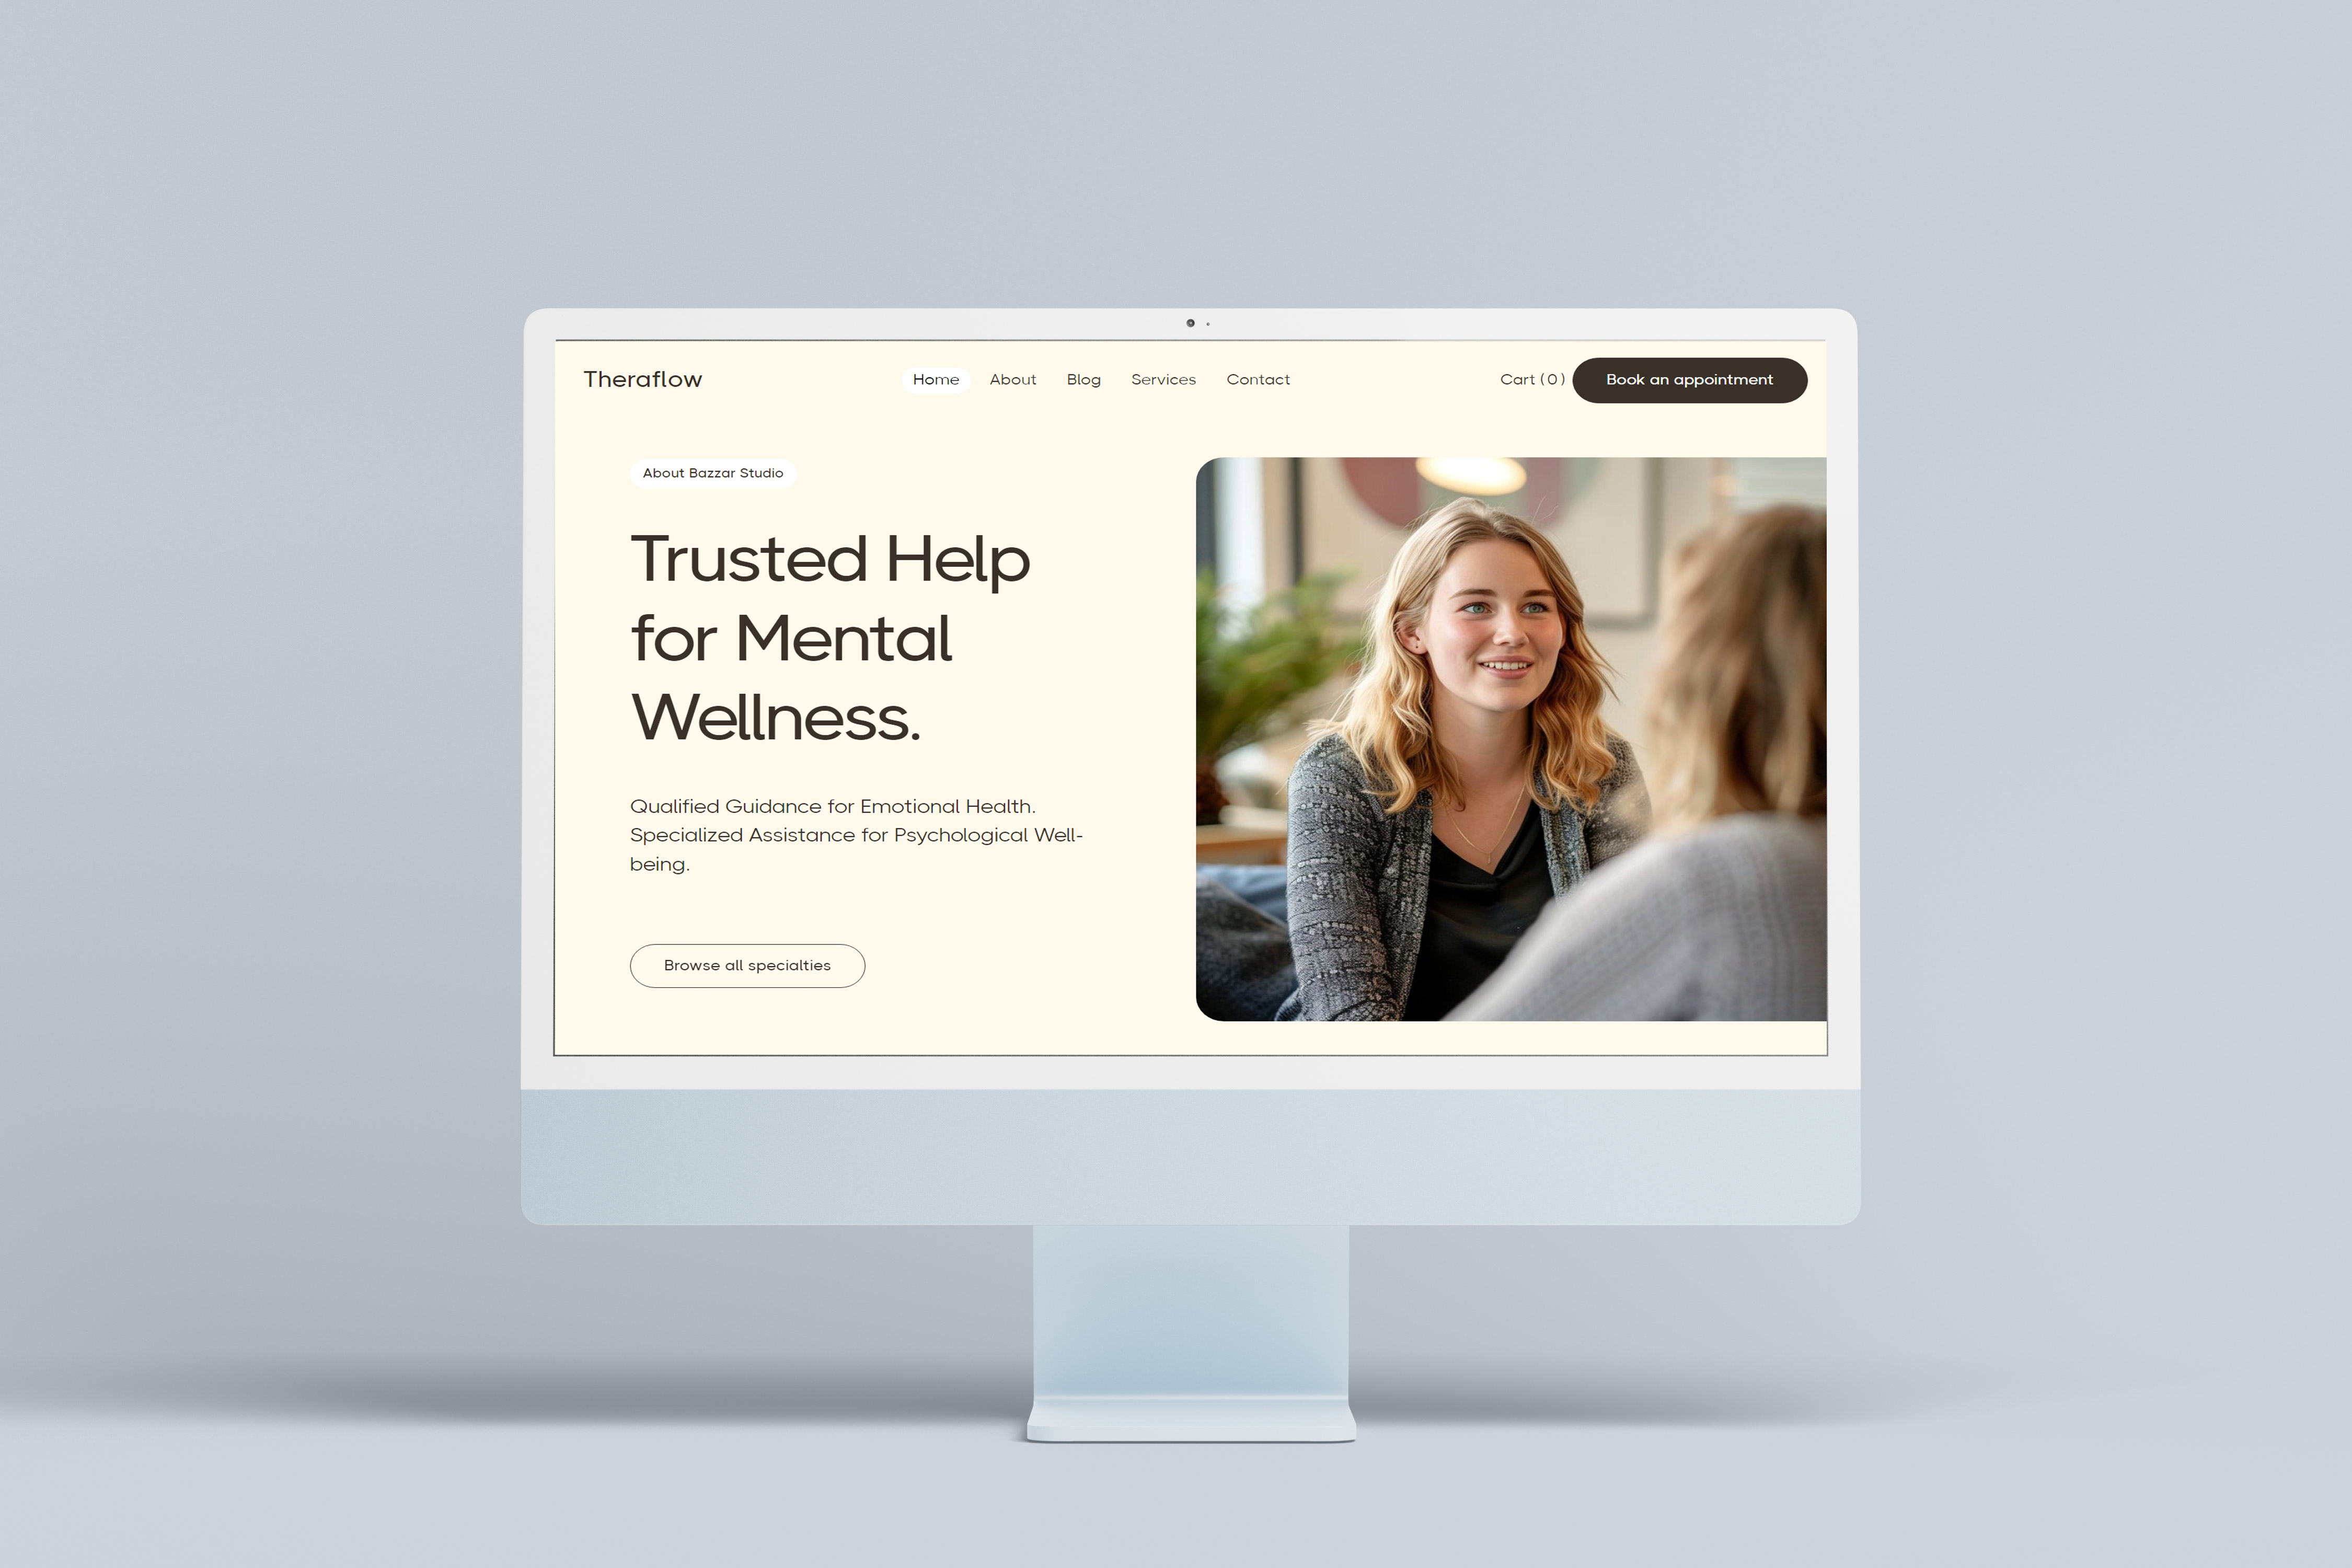 Theraflow
Home
About
Blog
Services
Contact
Cart ( 0 )
Book an appointment
About Bazzar Studio
Trusted Help
for Mental
Wellness.
Qualified Guidance for Emotional Health.
Specialized Assistance for Psychological Well-
being.
Browse all specialties